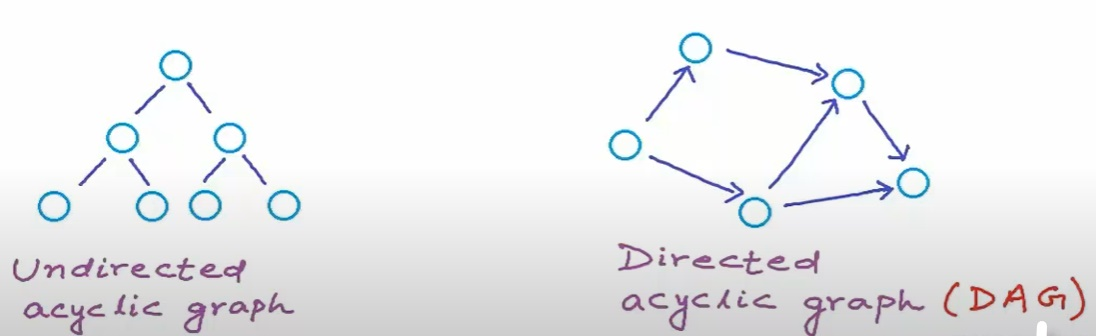 Undirected
acyclic graph
Directed
acyclic graph (DAG)